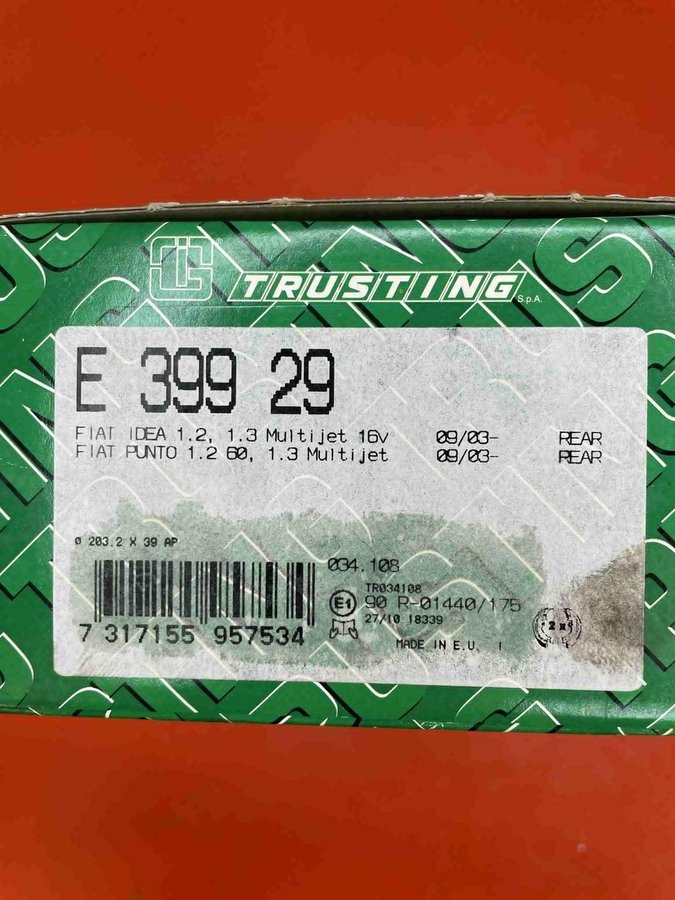 TRUSTING S.p.A.
E 399 29
FIAT IDEA 1.2, 1.3 Multijet 16v 09/03- REAR
FIAT PUNTO 1.2 60, 1.3 Multijet 09/03- REAR
ø 203.2 X 39 AP
034.108
TR034108
E1 90 R-01440/175
27/10 18339
7 317155 957534
MADE IN E.U. I